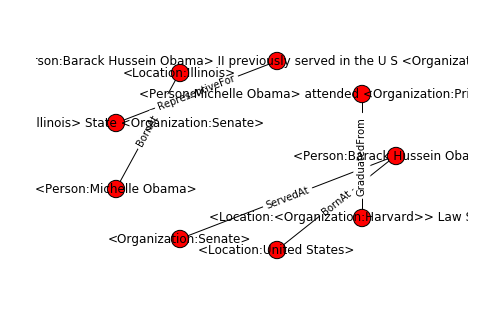 rson:Barack Hussein Obama> II previously served in the U S <Organizat
<Location:Illinois>
RepresentativeFor
<Person:Michelle Obama> attended <Organization:Pri
llinois> State <Organization:Senate>
BornAt
GraduatedFrom
<Person:Barack Hussein Oba
<Person:Michelle Obama>
ServedAt
BornAt
<Location:<Organization:Harvard>> Law S
<Organization:Senate>
<Location:United States>